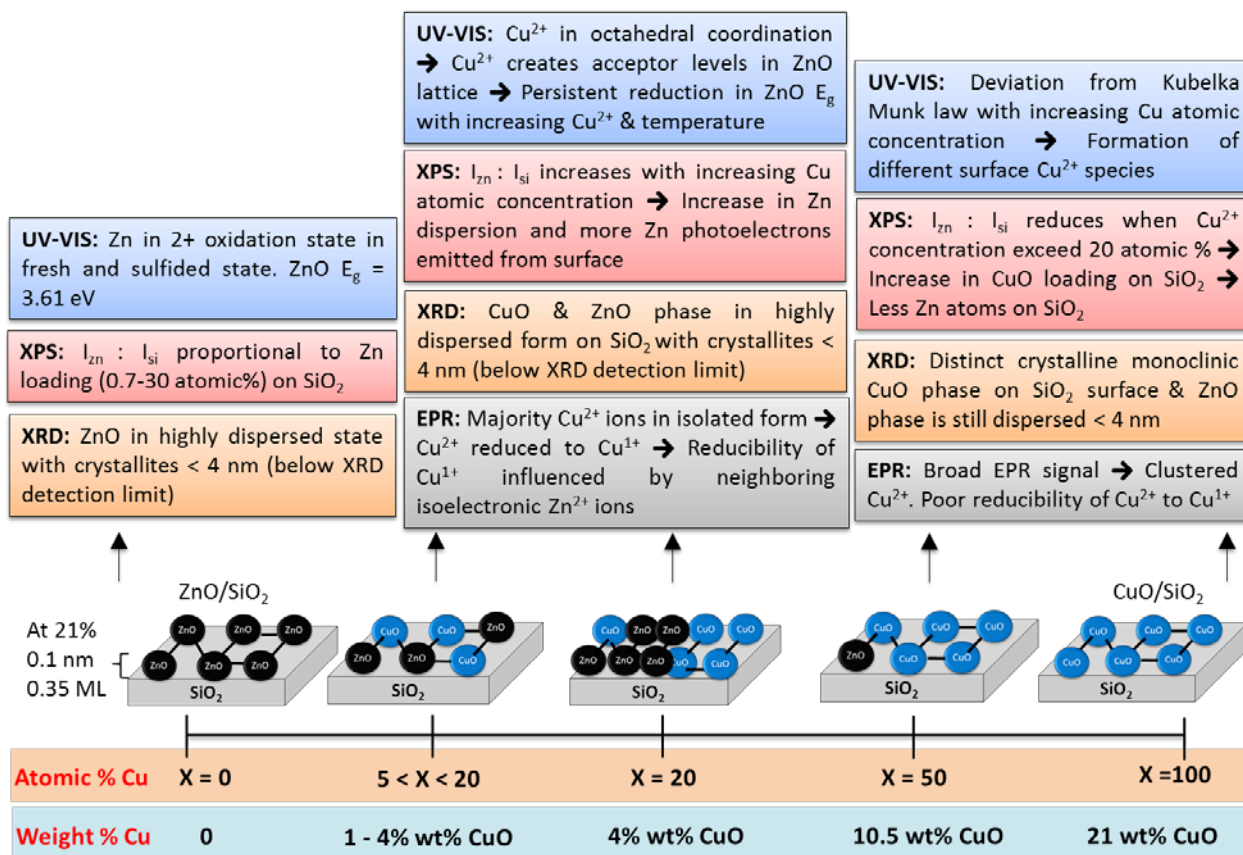 UV-VIS: Zn in 2+ oxidation state in
fresh and sulfided state. ZnO E_g =
3.61 eV
XPS: I_zn : I_si proportional to Zn
loading (0.7-30 atomic%) on SiO₂
XRD: ZnO in highly dispersed state
with crystallites < 4 nm (below XRD
detection limit)
UV-VIS: Cu²⁺ in octahedral coordination
➔ Cu²⁺ creates acceptor levels in ZnO
lattice ➔ Persistent reduction in ZnO E_g
with increasing Cu²⁺ & temperature
XPS: I_zn : I_si increases with increasing Cu
atomic concentration ➔ Increase in Zn
dispersion and more Zn photoelectrons
emitted from surface
XRD: CuO & ZnO phase in highly
dispersed form on SiO₂ with crystallites <
4 nm (below XRD detection limit)
EPR: Majority Cu²⁺ ions in isolated form ➔
Cu²⁺ reduced to Cu¹⁺ ➔ Reducibility of
Cu¹⁺ influenced by neighboring
isoelectronic Zn²⁺ ions
UV-VIS: Deviation from Kubelka
Munk law with increasing Cu atomic
concentration ➔ Formation of
different surface Cu²⁺ species
XPS: I_zn : I_si reduces when Cu²⁺
concentration exceed 20 atomic % ➔
Increase in CuO loading on SiO₂ ➔
Less Zn atoms on SiO₂
XRD: Distinct crystalline monoclinic
CuO phase on SiO₂ surface & ZnO
phase is still dispersed < 4 nm
EPR: Broad EPR signal ➔ Clustered
Cu²⁺. Poor reducibility of Cu²⁺ to Cu¹⁺
ZnO/SiO₂
CuO/SiO₂
At 21%
0.1 nm
0.35 ML
ZnO ZnO ZnO
ZnO ZnO ZnO
SiO₂
CuO CuO ZnO
ZnO ZnO CuO
SiO₂
CuO ZnO ZnO CuO CuO
ZnO ZnO ZnO CuO CuO
SiO₂
CuO CuO CuO
ZnO CuO CuO
SiO₂
CuO CuO CuO
CuO CuO CuO
SiO₂
Atomic % Cu X = 0 5 < X < 20 X = 20 X = 50 X =100
Weight % Cu 0 1 - 4% wt% CuO 4% wt% CuO 10.5 wt% CuO 21 wt% CuO